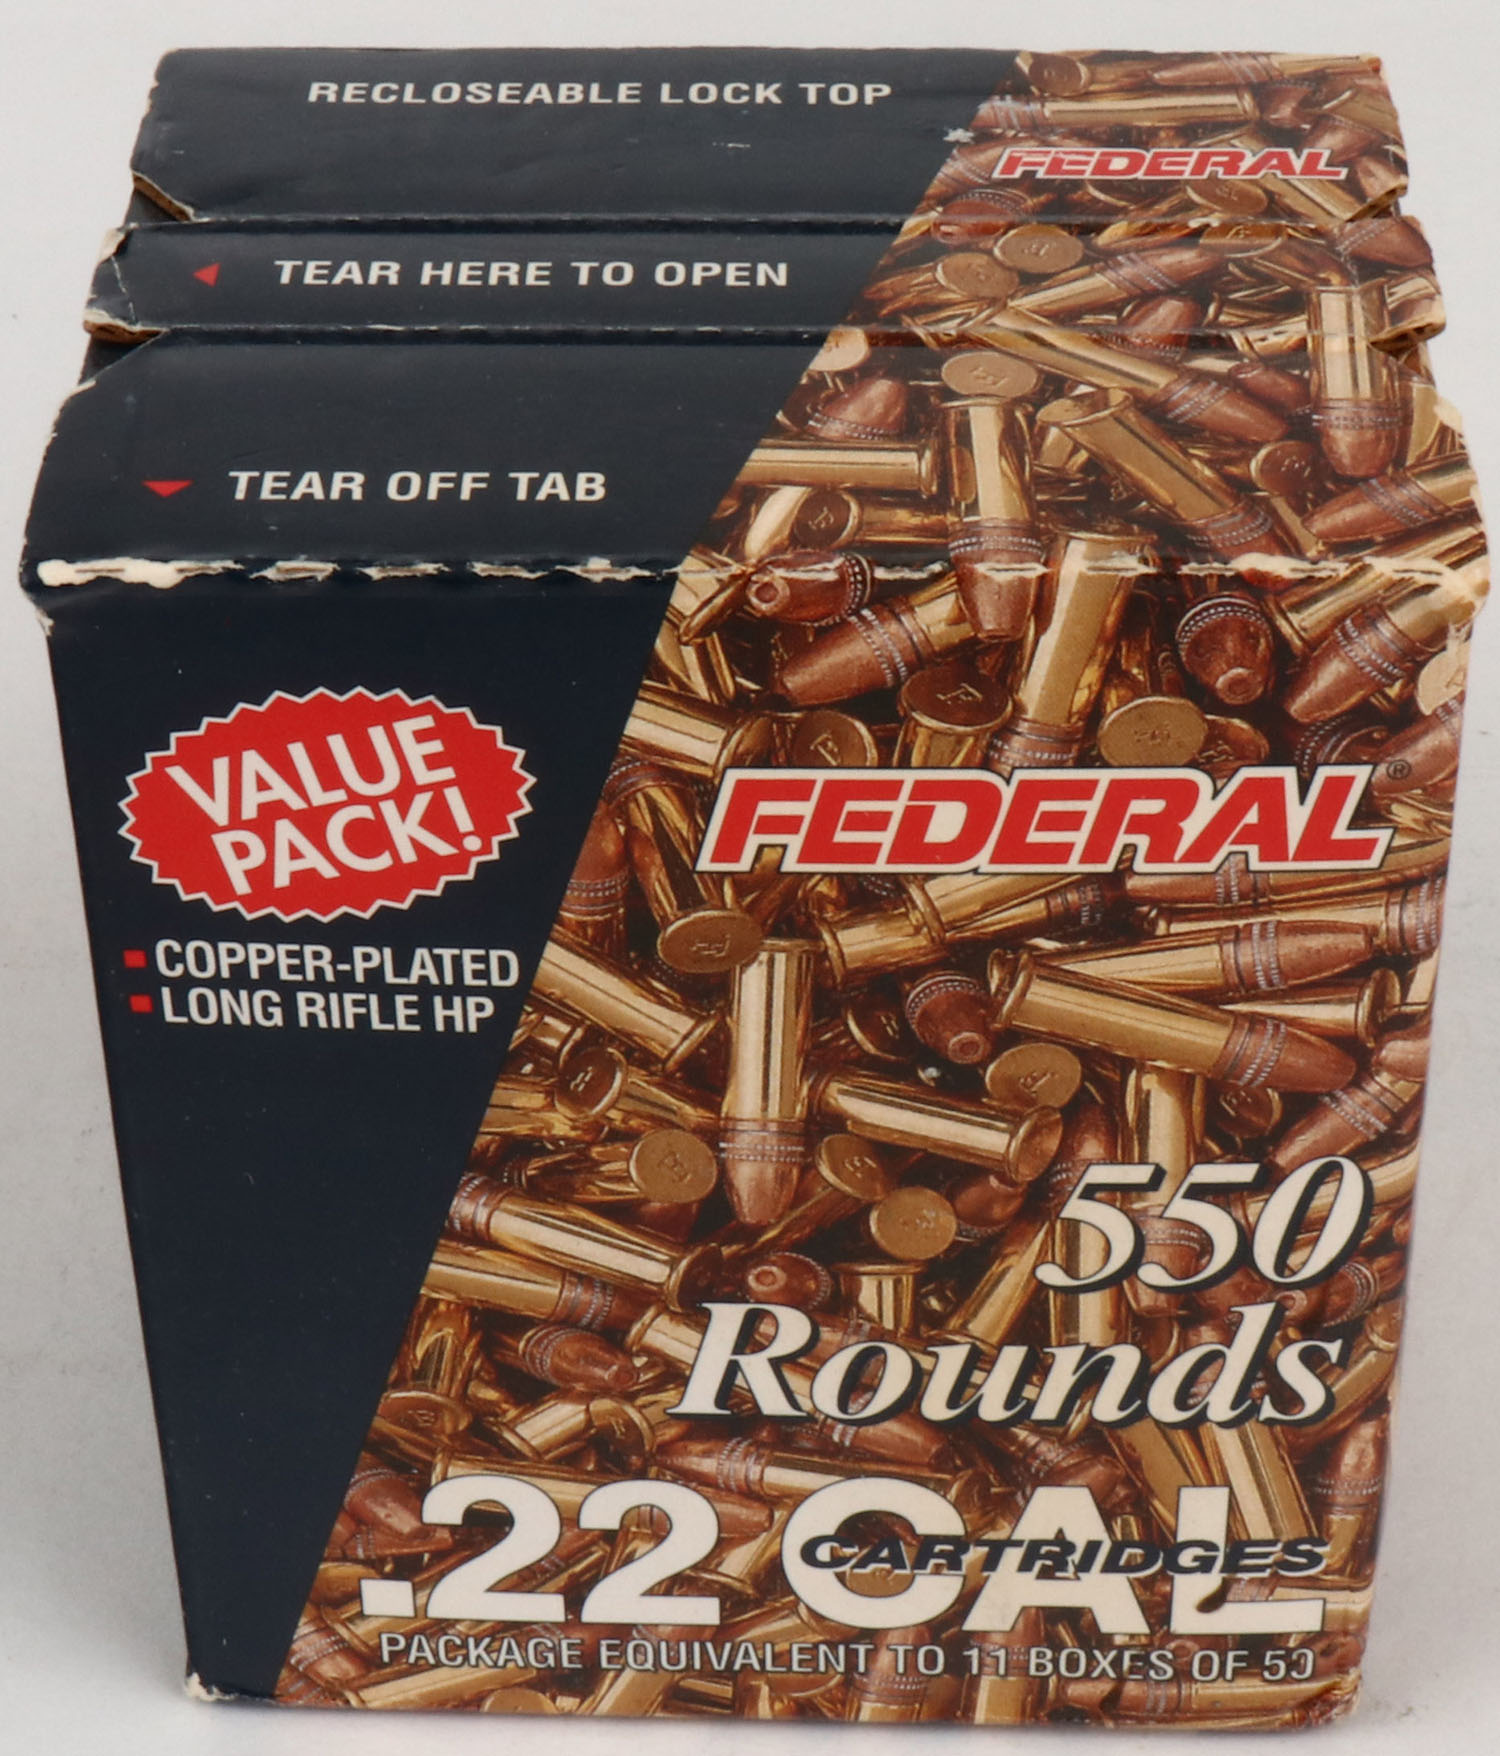 RECLOSEABLE LOCK TOP
FEDERAL
TEAR HERE TO OPEN
TEAR OFF TAB
VALUE
PACK!
FEDERAL®
COPPER-PLATED
LONG RIFLE HP
550
Rounds
.22 CAL
CARTRIDGES
PACKAGE EQUIVALENT TO 11 BOXES OF 50